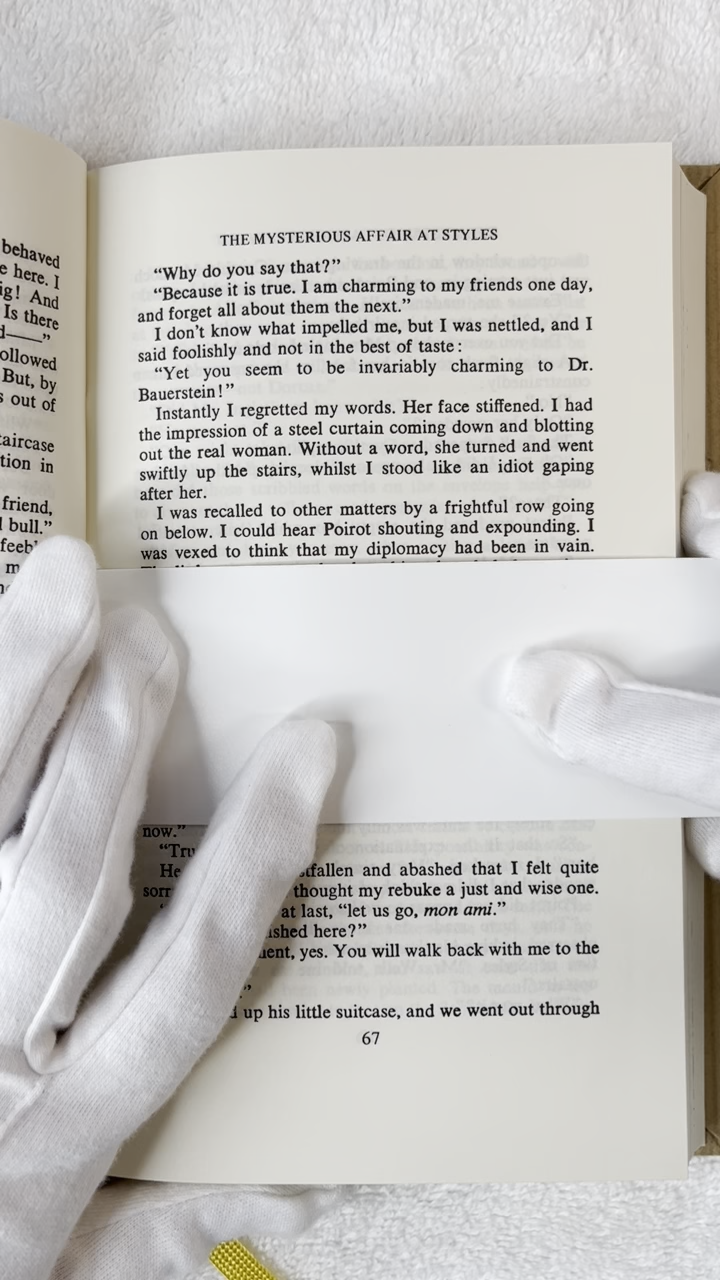 behaved
e here. I
ig! And
Is there
d——”
ollowed
But, by
s out of
taircase
tion in
friend,
l bull.”
THE MYSTERIOUS AFFAIR AT STYLES
“Why do you say that?”
“Because it is true. I am charming to my friends one day,
and forget all about them the next.”
I don’t know what impelled me, but I was nettled, and I
said foolishly and not in the best of taste:
“Yet you seem to be invariably charming to Dr.
Bauerstein!”
Instantly I regretted my words. Her face stiffened. I had
the impression of a steel curtain coming down and blotting
out the real woman. Without a word, she turned and went
swiftly up the stairs, whilst I stood like an idiot gaping
after her.
I was recalled to other matters by a frightful row going
on below. I could hear Poirot shouting and expounding. I
was vexed to think that my diplomacy had been in vain.
now.”
He fallen and abashed that I felt quite
thought my rebuke a just and wise one.
at last, “let us go, mon ami.”
ished here?”
yes. You will walk back with me to the
up his little suitcase, and we went out through
67